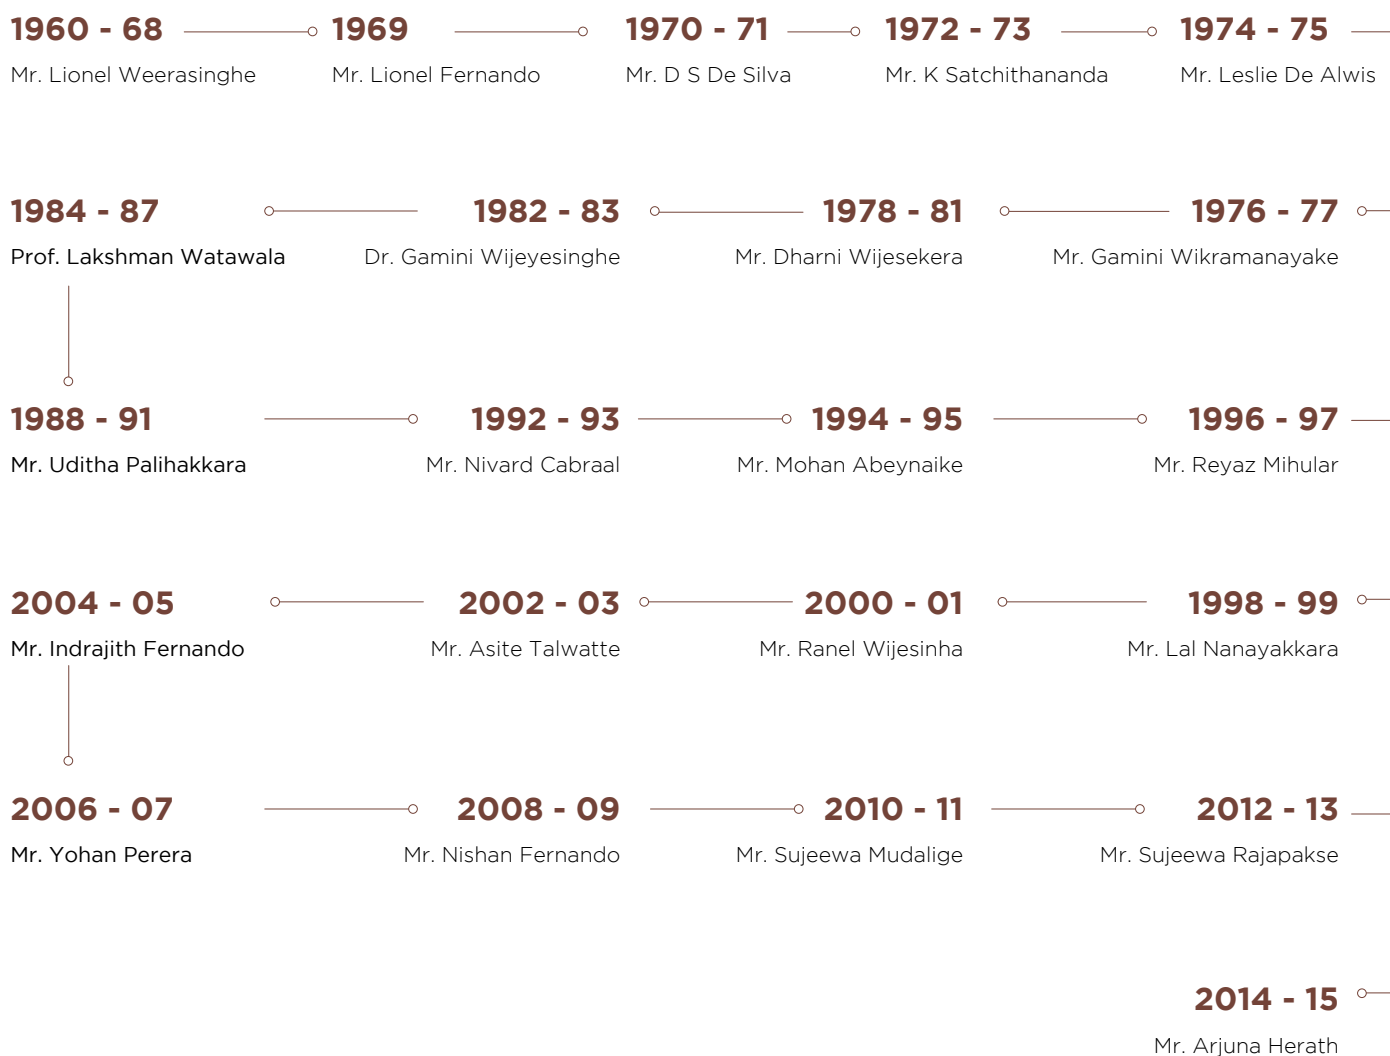 1960 - 68 1969 1970 - 71 1972 - 73 1974 - 75
Mr. Lionel Weerasinghe Mr. Lionel Fernando Mr. D S De Silva Mr. K Satchithananda Mr. Leslie De Alwis
1984 - 87 1982 - 83 1978 - 81 1976 - 77
Prof. Lakshman Watawala Dr. Gamini Wijeyesinghe Mr. Dharni Wijesekera Mr. Gamini Wikramanayake
1988 - 91 1992 - 93 1994 - 95 1996 - 97
Mr. Uditha Palihakkara Mr. Nivard Cabraal Mr. Mohan Abeynaike Mr. Reyaz Mihular
2004 - 05 2002 - 03 2000 - 01 1998 - 99
Mr. Indrajith Fernando Mr. Asite Talwatte Mr. Ranel Wijesinha Mr. Lal Nanayakkara
2006 - 07 2008 - 09 2010 - 11 2012 - 13
Mr. Yohan Perera Mr. Nishan Fernando Mr. Sujeewa Mudalige Mr. Sujeewa Rajapakse
2014 - 15
Mr. Arjuna Herath